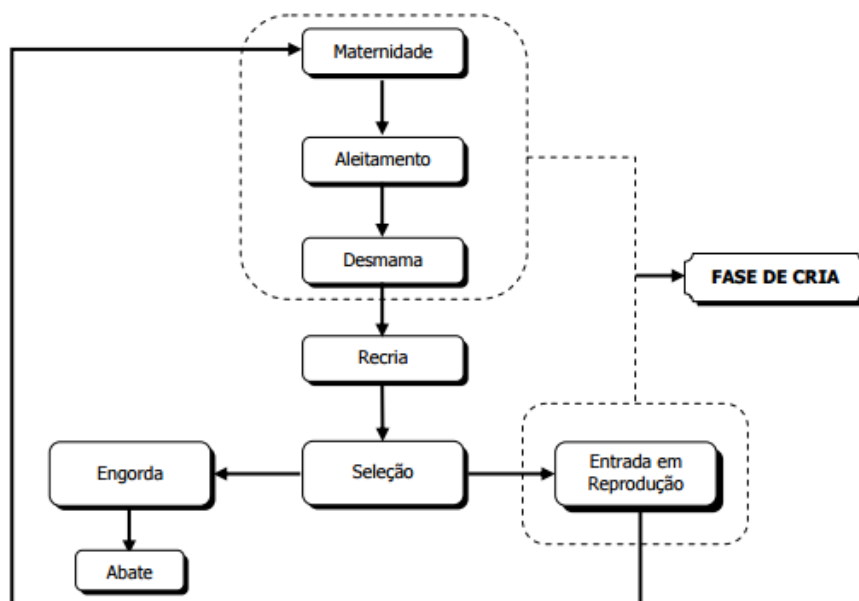 Maternidade
Aleitamento
Desmama
FASE DE CRIA
Recria
Engorda
Seleção
Entrada em
Reprodução
Abate